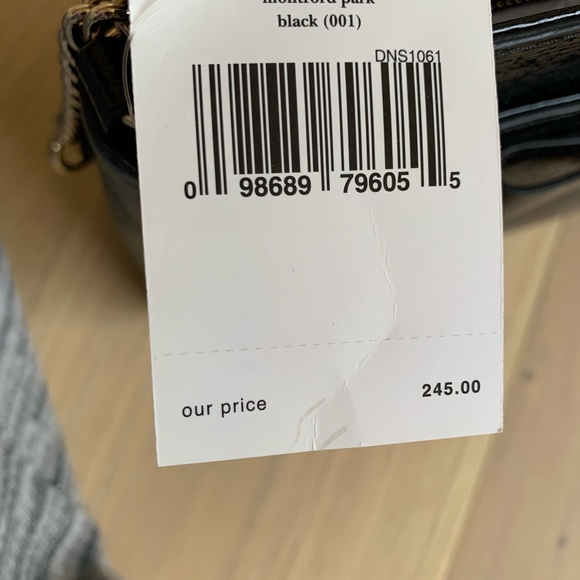 montford park
black (001)
DNS1061
0 98689 79605 5
our price 245.00